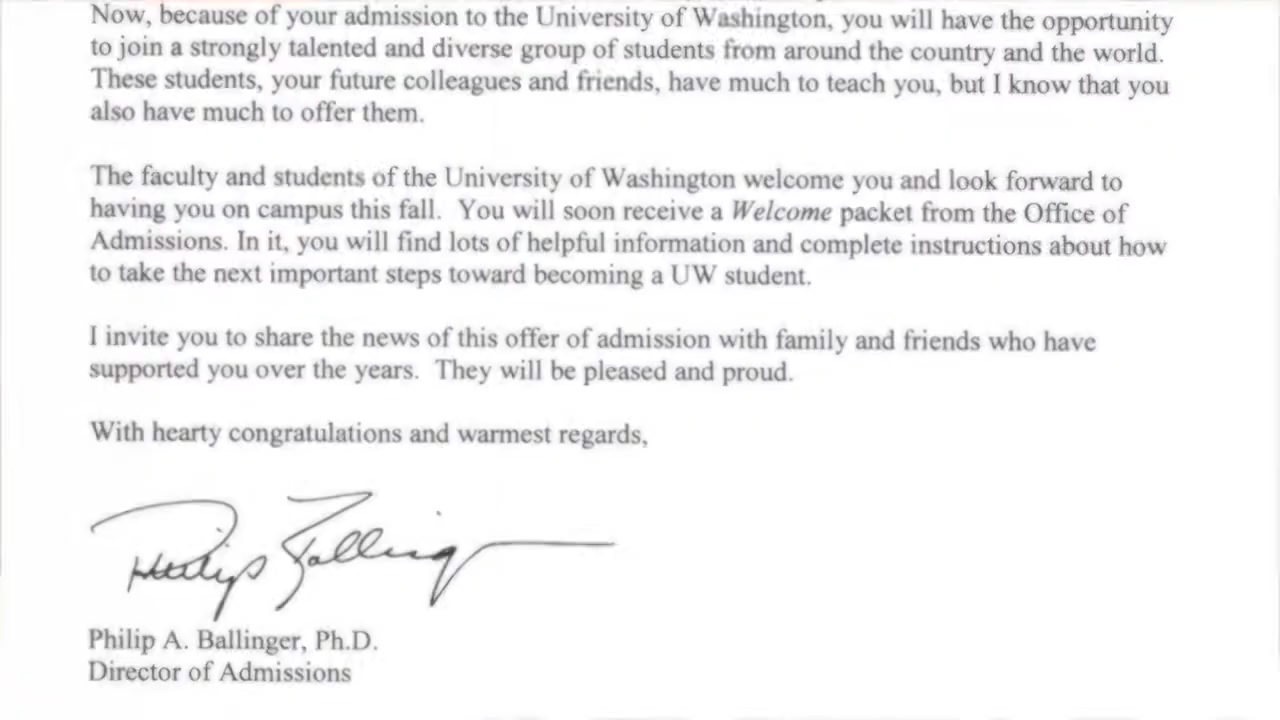 Now, because of your admission to the University of Washington, you will have the opportunity
to join a strongly talented and diverse group of students from around the country and the world.
These students, your future colleagues and friends, have much to teach you, but I know that you
also have much to offer them.
The faculty and students of the University of Washington welcome you and look forward to
having you on campus this fall.  You will soon receive a Welcome packet from the Office of
Admissions. In it, you will find lots of helpful information and complete instructions about how
to take the next important steps toward becoming a UW student.
I invite you to share the news of this offer of admission with family and friends who have
supported you over the years.  They will be pleased and proud.
With hearty congratulations and warmest regards,
Philip Ballinger
Philip A. Ballinger, Ph.D.
Director of Admissions